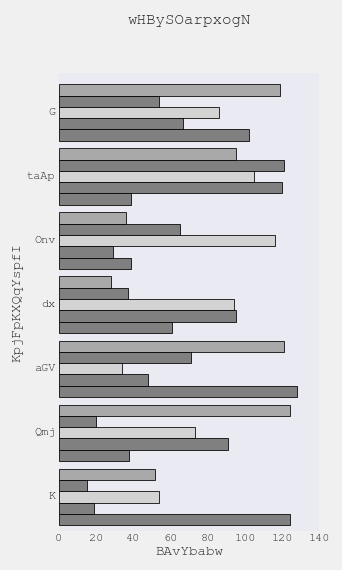 wHBySOarpxogN
G
taAp
Onv
dx
aGV
Qmj
K
KpjFpKXQqYspfI
0 20 40 60 80 100 120 140
BAvYbabw